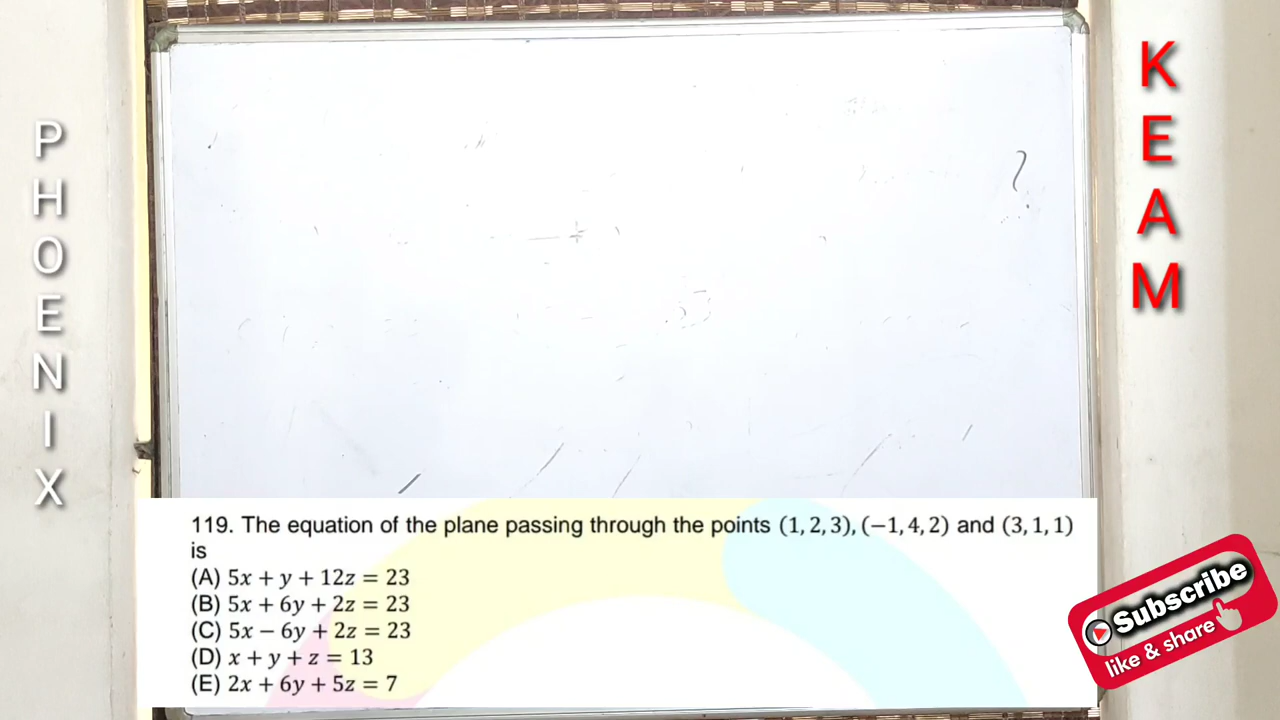 PHOENIX
KEAM
119. The equation of the plane passing through the points (1, 2, 3), (−1, 4, 2) and (3, 1, 1)
is
(A) 5x + y + 12z = 23
(B) 5x + 6y + 2z = 23
(C) 5x − 6y + 2z = 23
(D) x + y + z = 13
(E) 2x + 6y + 5z = 7
Subscribe
like & share